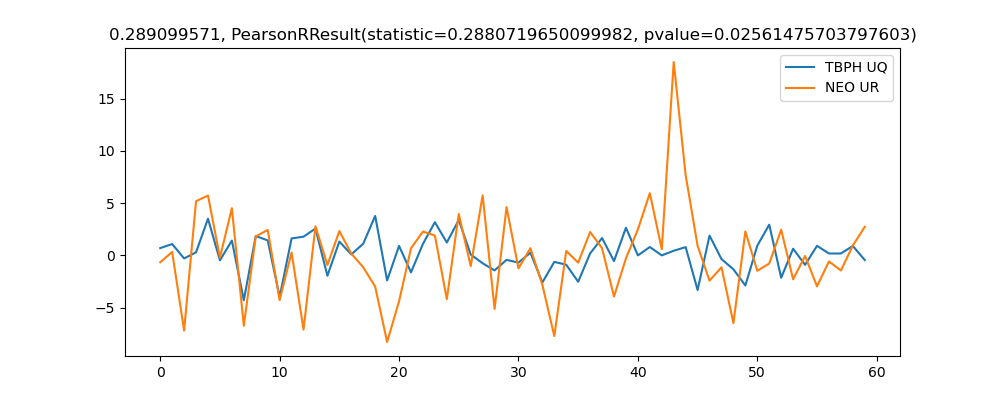 0.289099571, PearsonRResult(statistic=0.2880719650099982, pvalue=0.02561475703797603)
TBPH UQ
NEO UR
15
10
5
0
−5
0 10 20 30 40 50 60